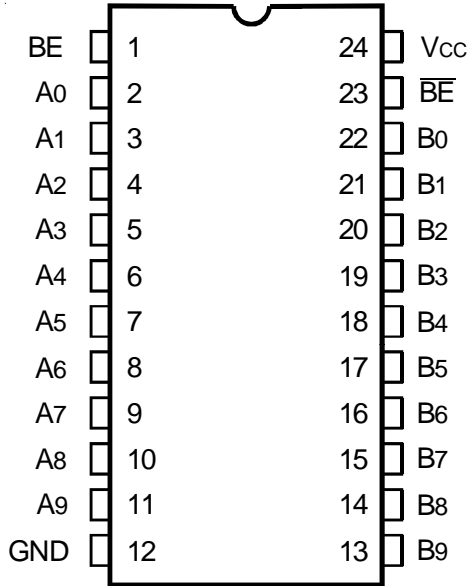 BE 1 24 VCC
A0 2 23 B̅E̅
A1 3 22 B0
A2 4 21 B1
A3 5 20 B2
A4 6 19 B3
A5 7 18 B4
A6 8 17 B5
A7 9 16 B6
A8 10 15 B7
A9 11 14 B8
GND 12 13 B9